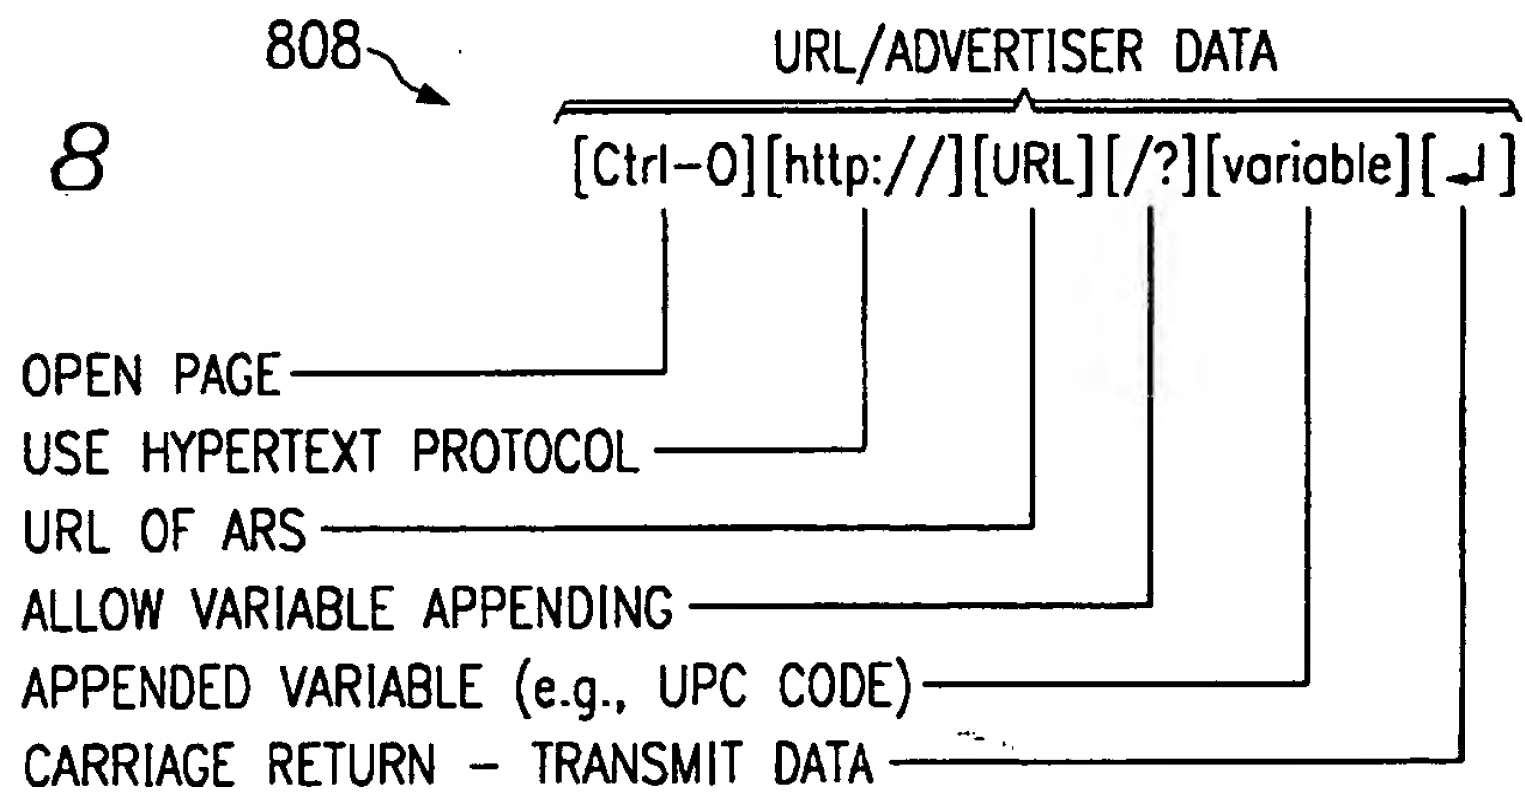 808
URL/ADVERTISER DATA
8
[Ctrl-O][http://][URL][/?][variable][↲]
OPEN PAGE
USE HYPERTEXT PROTOCOL
URL OF ARS
ALLOW VARIABLE APPENDING
APPENDED VARIABLE (e.g., UPC CODE)
CARRIAGE RETURN - TRANSMIT DATA